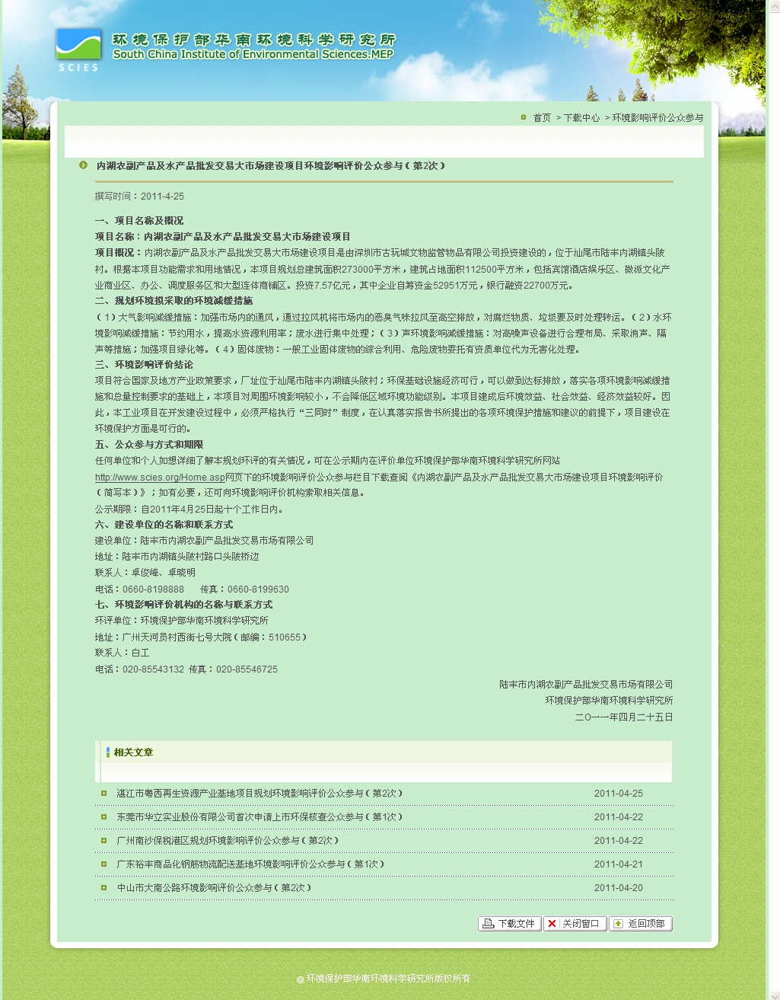 环境保护部华南环境科学研究所
South China Institute of Environmental Sciences.MEP
SCIES
首页 > 下载中心 > 环境影响评价公众参与
内湖农副产品及水产品批发交易大市场建设项目环境影响评价公众参与（第2次）
撰写时间：2011-4-25
一、项目名称及概况
项目名称：内湖农副产品及水产品批发交易大市场建设项目
项目概况：内湖农副产品及水产品批发交易大市场建设项目是由深圳市古玩城文物监管物品有限公司投资建设的，位于汕尾市陆丰内湖镇头陂
村。根据本项目功能需求和用地情况，本项目规划总建筑面积273000平方米，建筑占地面积112500平方米，包括宾馆酒店娱乐区、微派文化产
业商业区、办公、调度服务区和大型连体商铺区。投资7.57亿元，其中企业自筹资金52951万元，银行融资22700万元。
二、规划环境拟采取的环境减缓措施
（1）大气影响减缓措施：加强市场内的通风，通过拉风机将市场内的恶臭气味拉风至高空排放，对腐烂物质、垃圾要及时处理转运。（2）水环
境影响减缓措施：节约用水，提高水资源利用率；废水进行集中处理；（3）声环境影响减缓措施：对高噪声设备进行合理布局、采取消声、隔
声等措施；加强项目绿化等。（4）固体废物：一般工业固体废物的综合利用、危险废物委托有资质单位代为无害化处理。
三、环境影响评价结论
项目符合国家及地方产业政策要求，厂址位于汕尾市陆丰内湖镇头陂村；环保基础设施经济可行，可以做到达标排放，落实各项环境影响减缓措
施和总量控制要求的基础上，本项目对周围环境影响较小，不会降低区域环境功能级别。本项目建成后环境效益、社会效益、经济效益较好。因
此，本工业项目在开发建设过程中，必须严格执行“三同时”制度，在认真落实报告书所提出的各项环境保护措施和建议的前提下，项目建设在
环境保护方面是可行的。
五、公众参与方式和期限
任何单位和个人如想详细了解本规划环评的有关情况，可在公示期内在评价单位环境保护部华南环境科学研究所网站
http://www.scies.org/Home.asp网页下的环境影响评价公众参与栏目下载查阅《内湖农副产品及水产品批发交易大市场建设项目环境影响评价
（简写本）》；如有必要，还可向环境影响评价机构索取相关信息。
公示期限：自2011年4月25日起十个工作日内。
六、建设单位的名称和联系方式
建设单位：陆丰市内湖农副产品批发交易市场有限公司
地址：陆丰市内湖镇头陂村路口头陂桥边
联系人：卓俊峰、卓晓明
电话：0660-8198888 传真：0660-8199630
七、环境影响评价机构的名称与联系方式
环评单位：环境保护部华南环境科学研究所
地址：广州天河员村西街七号大院（邮编：510655）
联系人：白工
电话：020-85543132 传真：020-85546725
陆丰市内湖农副产品批发交易市场有限公司
环境保护部华南环境科学研究所
二O一一年四月二十五日
相关文章
湛江市粤西再生资源产业基地项目规划环境影响评价公众参与（第2次） 2011-04-25
东莞市华立实业股份有限公司首次申请上市环保核查公众参与（第1次） 2011-04-22
广州南沙保税港区规划环境影响评价公众参与（第2次） 2011-04-22
广东裕丰商品化钢筋物流配送基地环境影响评价公众参与（第1次） 2011-04-21
中山市大南公路环境影响评价公众参与（第2次） 2011-04-20
下载文件 关闭窗口 返回顶部
@ 环境保护部华南环境科学研究所版权所有